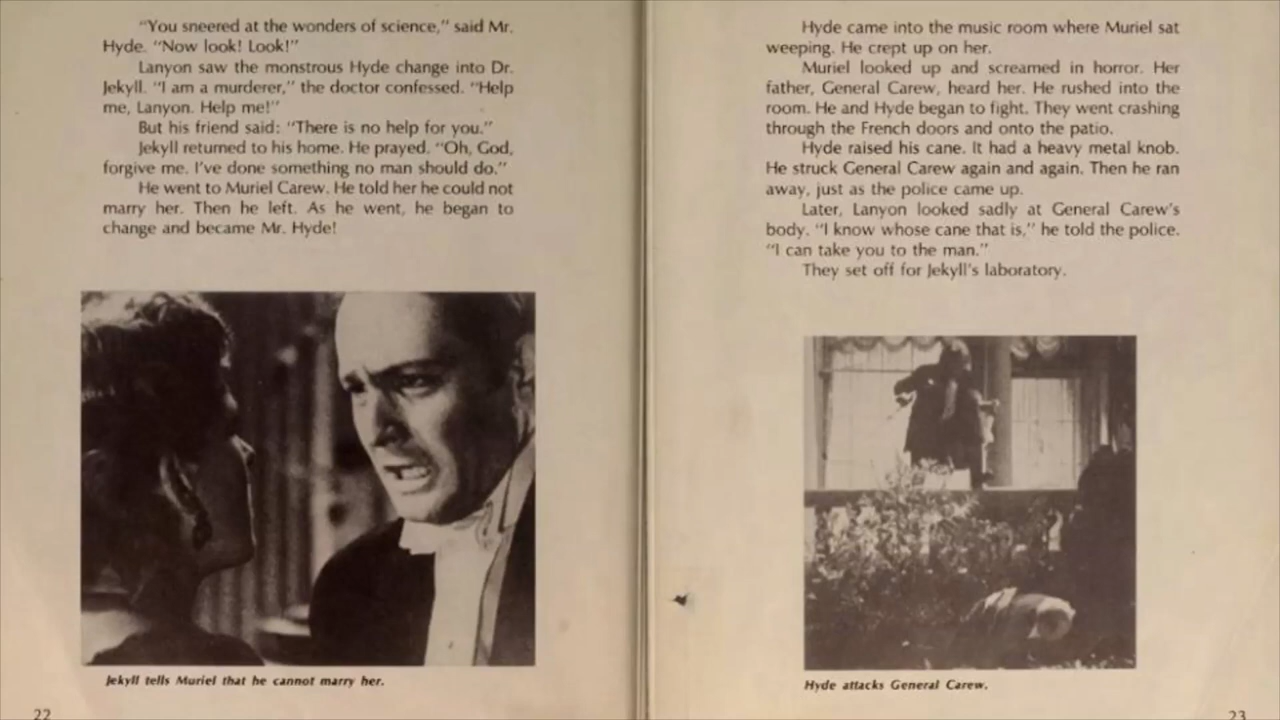 "You sneered at the wonders of science," said Mr.
Hyde. "Now look! Look!"
Lanyon saw the monstrous Hyde change into Dr.
Jekyll. "I am a murderer," the doctor confessed. "Help
me, Lanyon. Help me!"
But his friend said: "There is no help for you."
Jekyll returned to his home. He prayed. "Oh, God,
forgive me. I've done something no man should do."
He went to Muriel Carew. He told her he could not
marry her. Then he left. As he went, he began to
change and became Mr. Hyde!
Jekyll tells Muriel that he cannot marry her.
22
Hyde came into the music room where Muriel sat
weeping. He crept up on her.
Muriel looked up and screamed in horror. Her
father, General Carew, heard her. He rushed into the
room. He and Hyde began to fight. They went crashing
through the French doors and onto the patio.
Hyde raised his cane. It had a heavy metal knob.
He struck General Carew again and again. Then he ran
away, just as the police came up.
Later, Lanyon looked sadly at General Carew's
body. "I know whose cane that is," he told the police.
"I can take you to the man."
They set off for Jekyll's laboratory.
Hyde attacks General Carew.
23